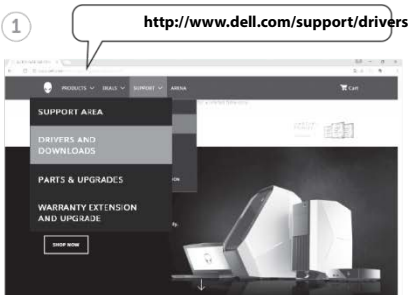 1
http://www.dell.com/support/drivers
PRODUCTS DEALS SUPPORT ARENA Cart
SUPPORT AREA
DRIVERS AND
DOWNLOADS
PARTS & UPGRADES
WARRANTY EXTENSION
AND UPGRADE
SHOP NOW